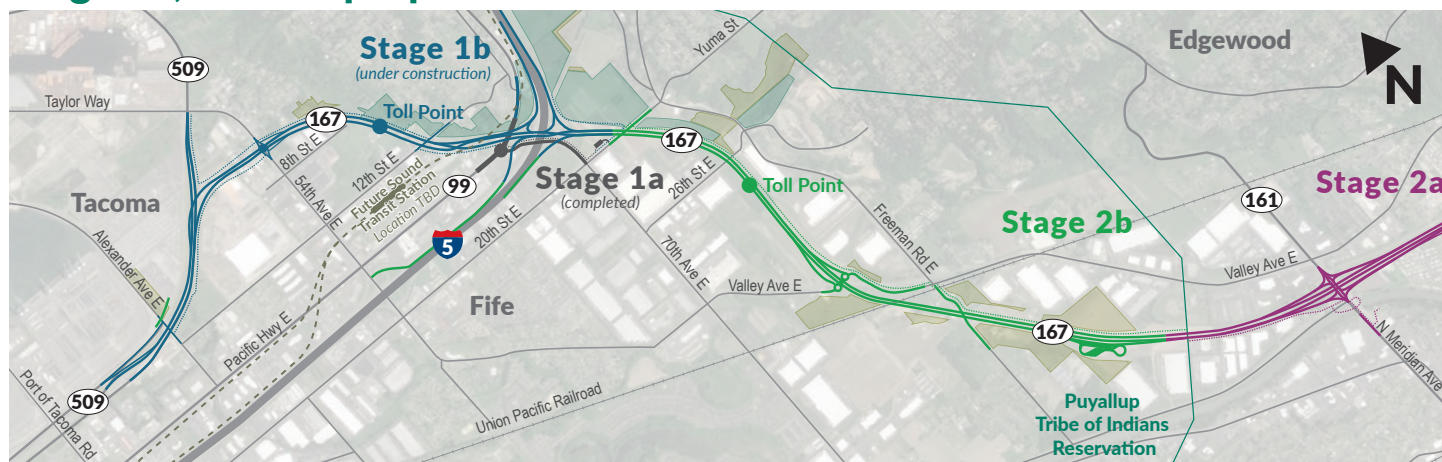 Stage 1b
(under construction)
509
Taylor Way
167
Toll Point
8th St E
12th St E
54th Ave E
Future Sound
Transit Station
Location TBD
99
Stage 1a
(completed)
Tacoma
Alexander Ave E
5
20th St E
Fife
Pacific Hwy E
509
Port of Tacoma Rd
Union Pacific Railroad
Yuma St
167
26th St E
Toll Point
70th Ave E
Valley Ave E
Freeman Rd E
Stage 2b
167
Puyallup
Tribe of Indians
Reservation
Edgewood
N
161
Stage 2a
Valley Ave E
N Meridian Ave